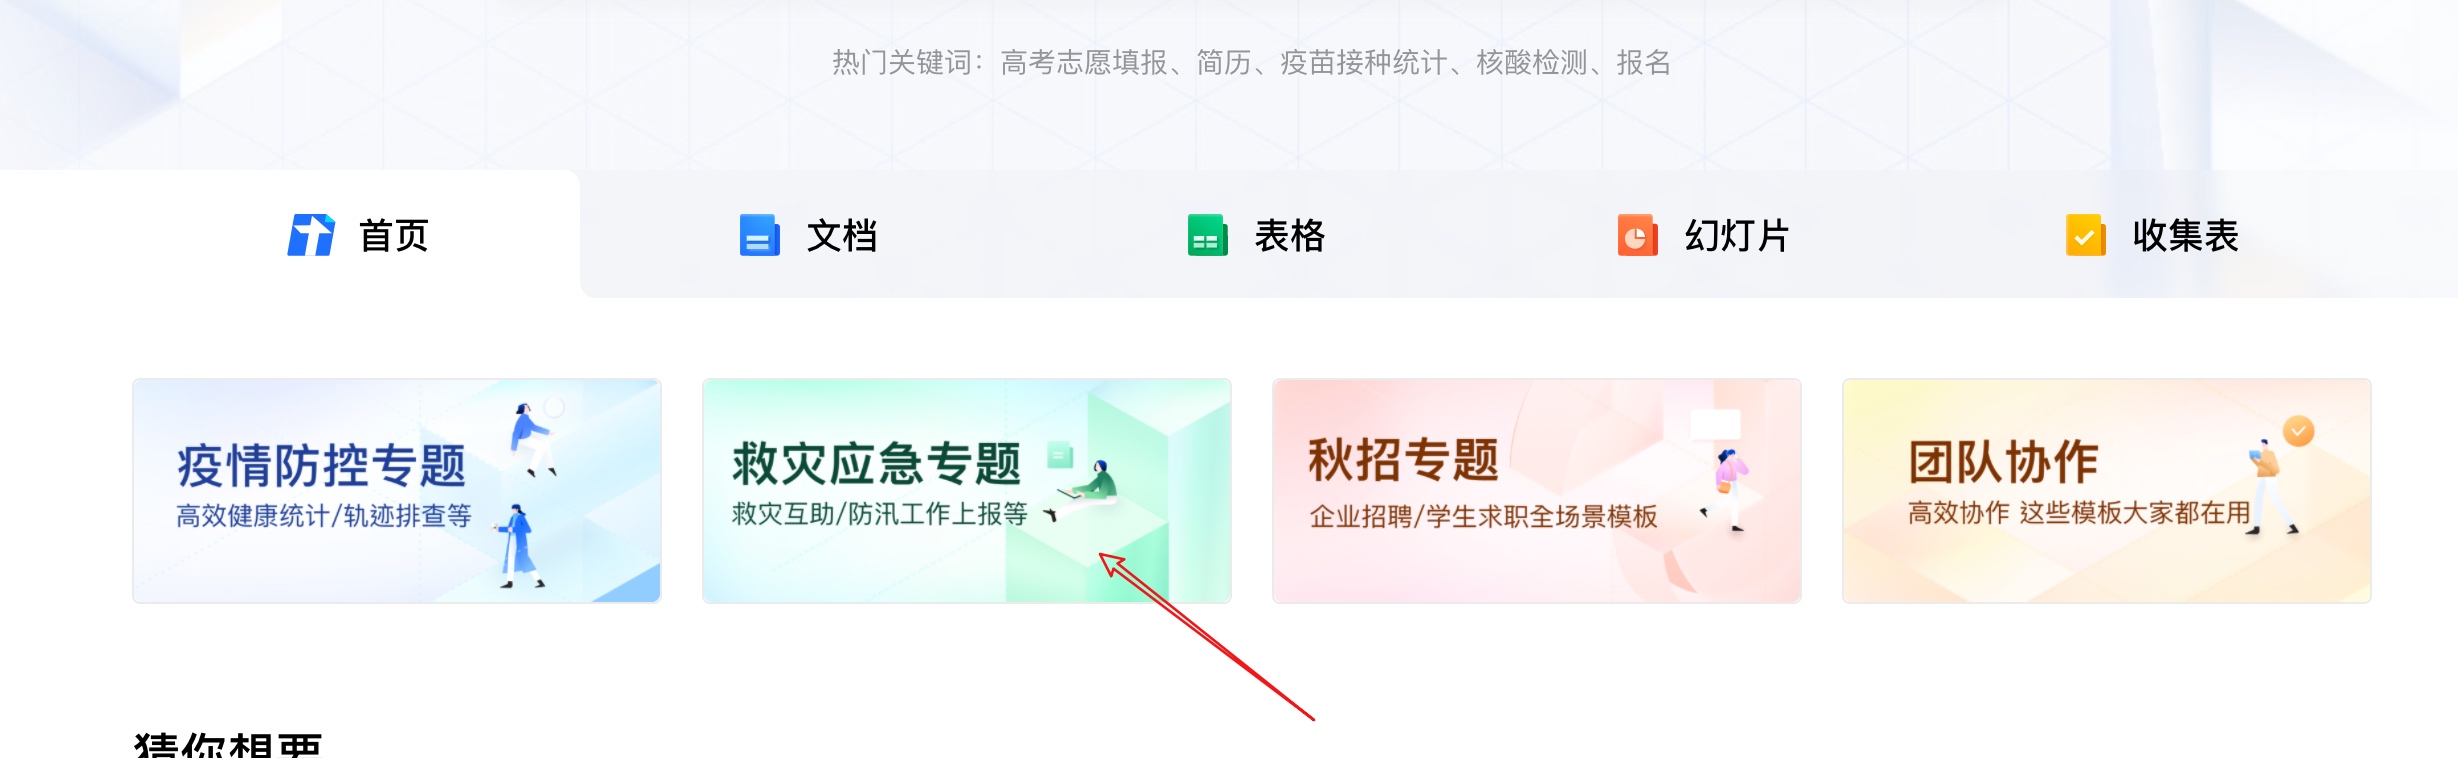 热门关键词：高考志愿填报、简历、疫苗接种统计、核酸检测、报名
首页
文档
表格
幻灯片
收集表
疫情防控专题
高效健康统计/轨迹排查等
救灾应急专题
救灾互助/防汛工作上报等
秋招专题
企业招聘/学生求职全场景模板
团队协作
高效协作 这些模板大家都在用
猜你想要